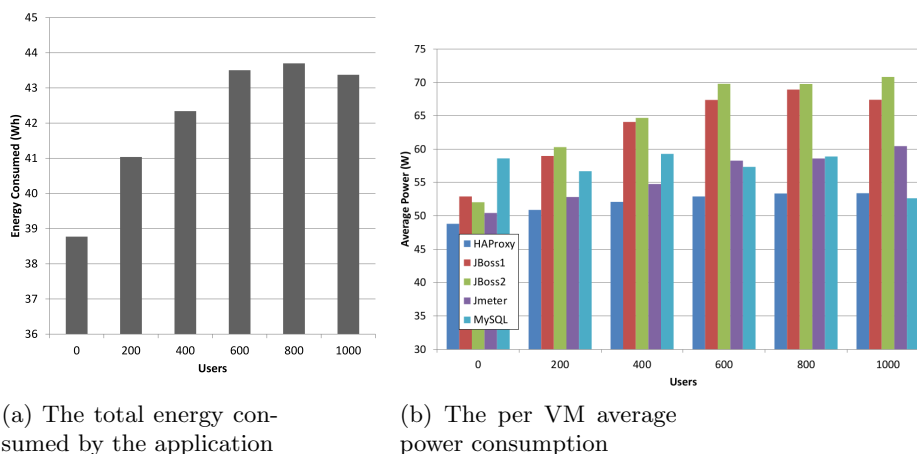 45
44
43
42
41
40
39
38
37
36
Energy Consumed (Wh)
0 200 400 600 800 1000
Users
75
70
65
60
55
50
45
40
35
30
Average Power (W)
HAProxy
JBoss1
JBoss2
Jmeter
MySQL
0 200 400 600 800 1000
Users
(a) The total energy con-
sumed by the application
(b) The per VM average
power consumption